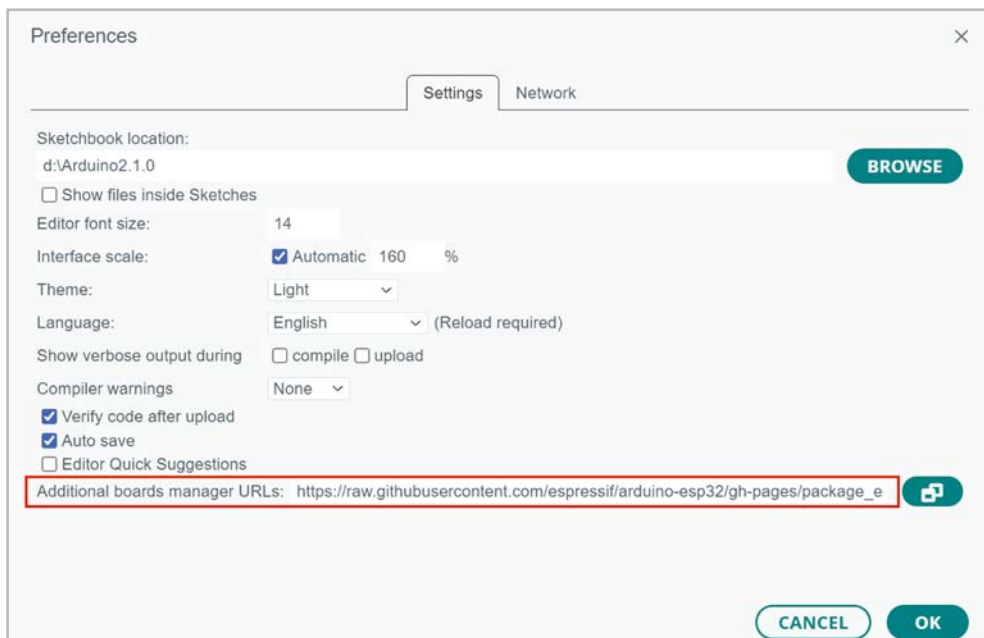 Preferences
Settings Network
Sketchbook location:
d:\Arduino2.1.0
BROWSE
Show files inside Sketches
Editor font size: 14
Interface scale: Automatic 160 %
Theme: Light
Language: English (Reload required)
Show verbose output during compile upload
Compiler warnings None
Verify code after upload
Auto save
Editor Quick Suggestions
Additional boards manager URLs: https://raw.githubusercontent.com/espressif/arduino-esp32/gh-pages/package_e
CANCEL OK